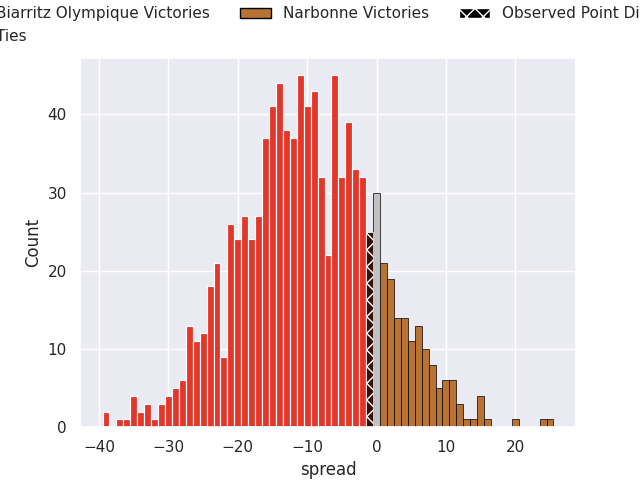 Biarritz Olympique Victories Narbonne Victories Observed Point Di
Ties
40
30
20
10
0
Count
−40 −30 −20 −10 0 10 20
spread